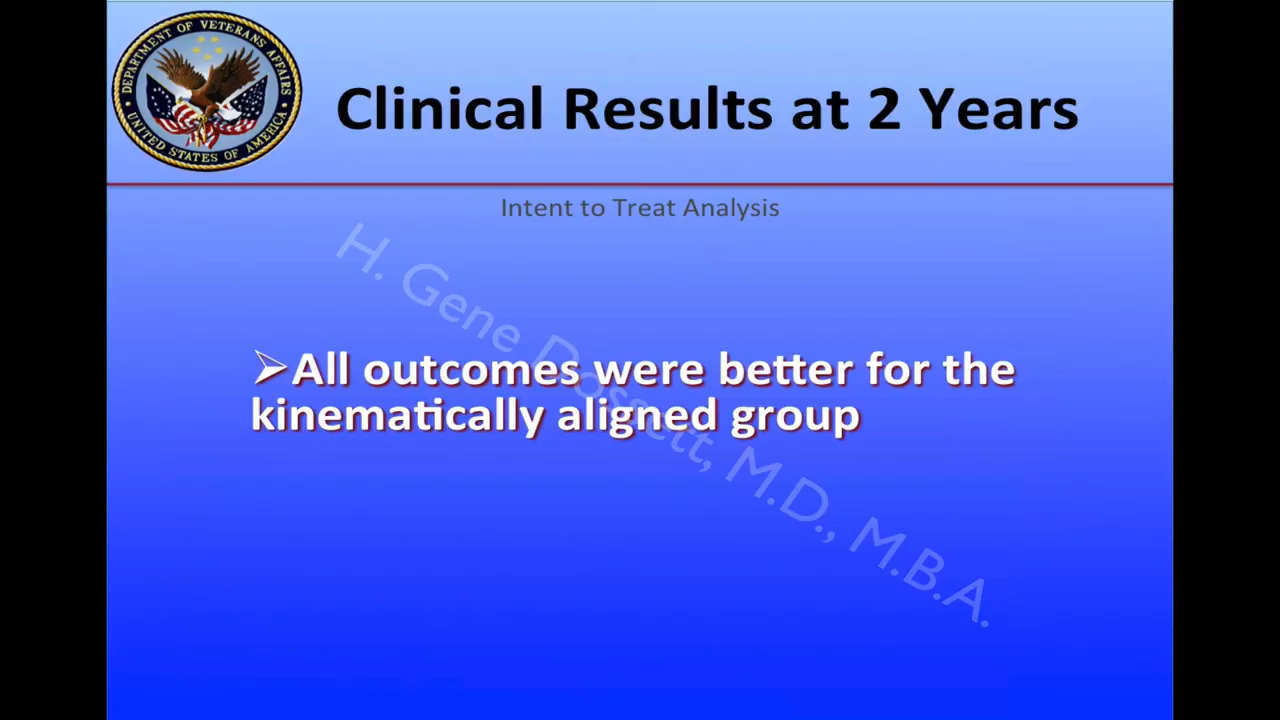 DEPARTMENT OF VETERANS AFFAIRS
UNITED STATES OF AMERICA
Clinical Results at 2 Years
Intent to Treat Analysis
H. Gene Dossett, M.D., M.B.A.
➢All outcomes were better for the
kinematically aligned group